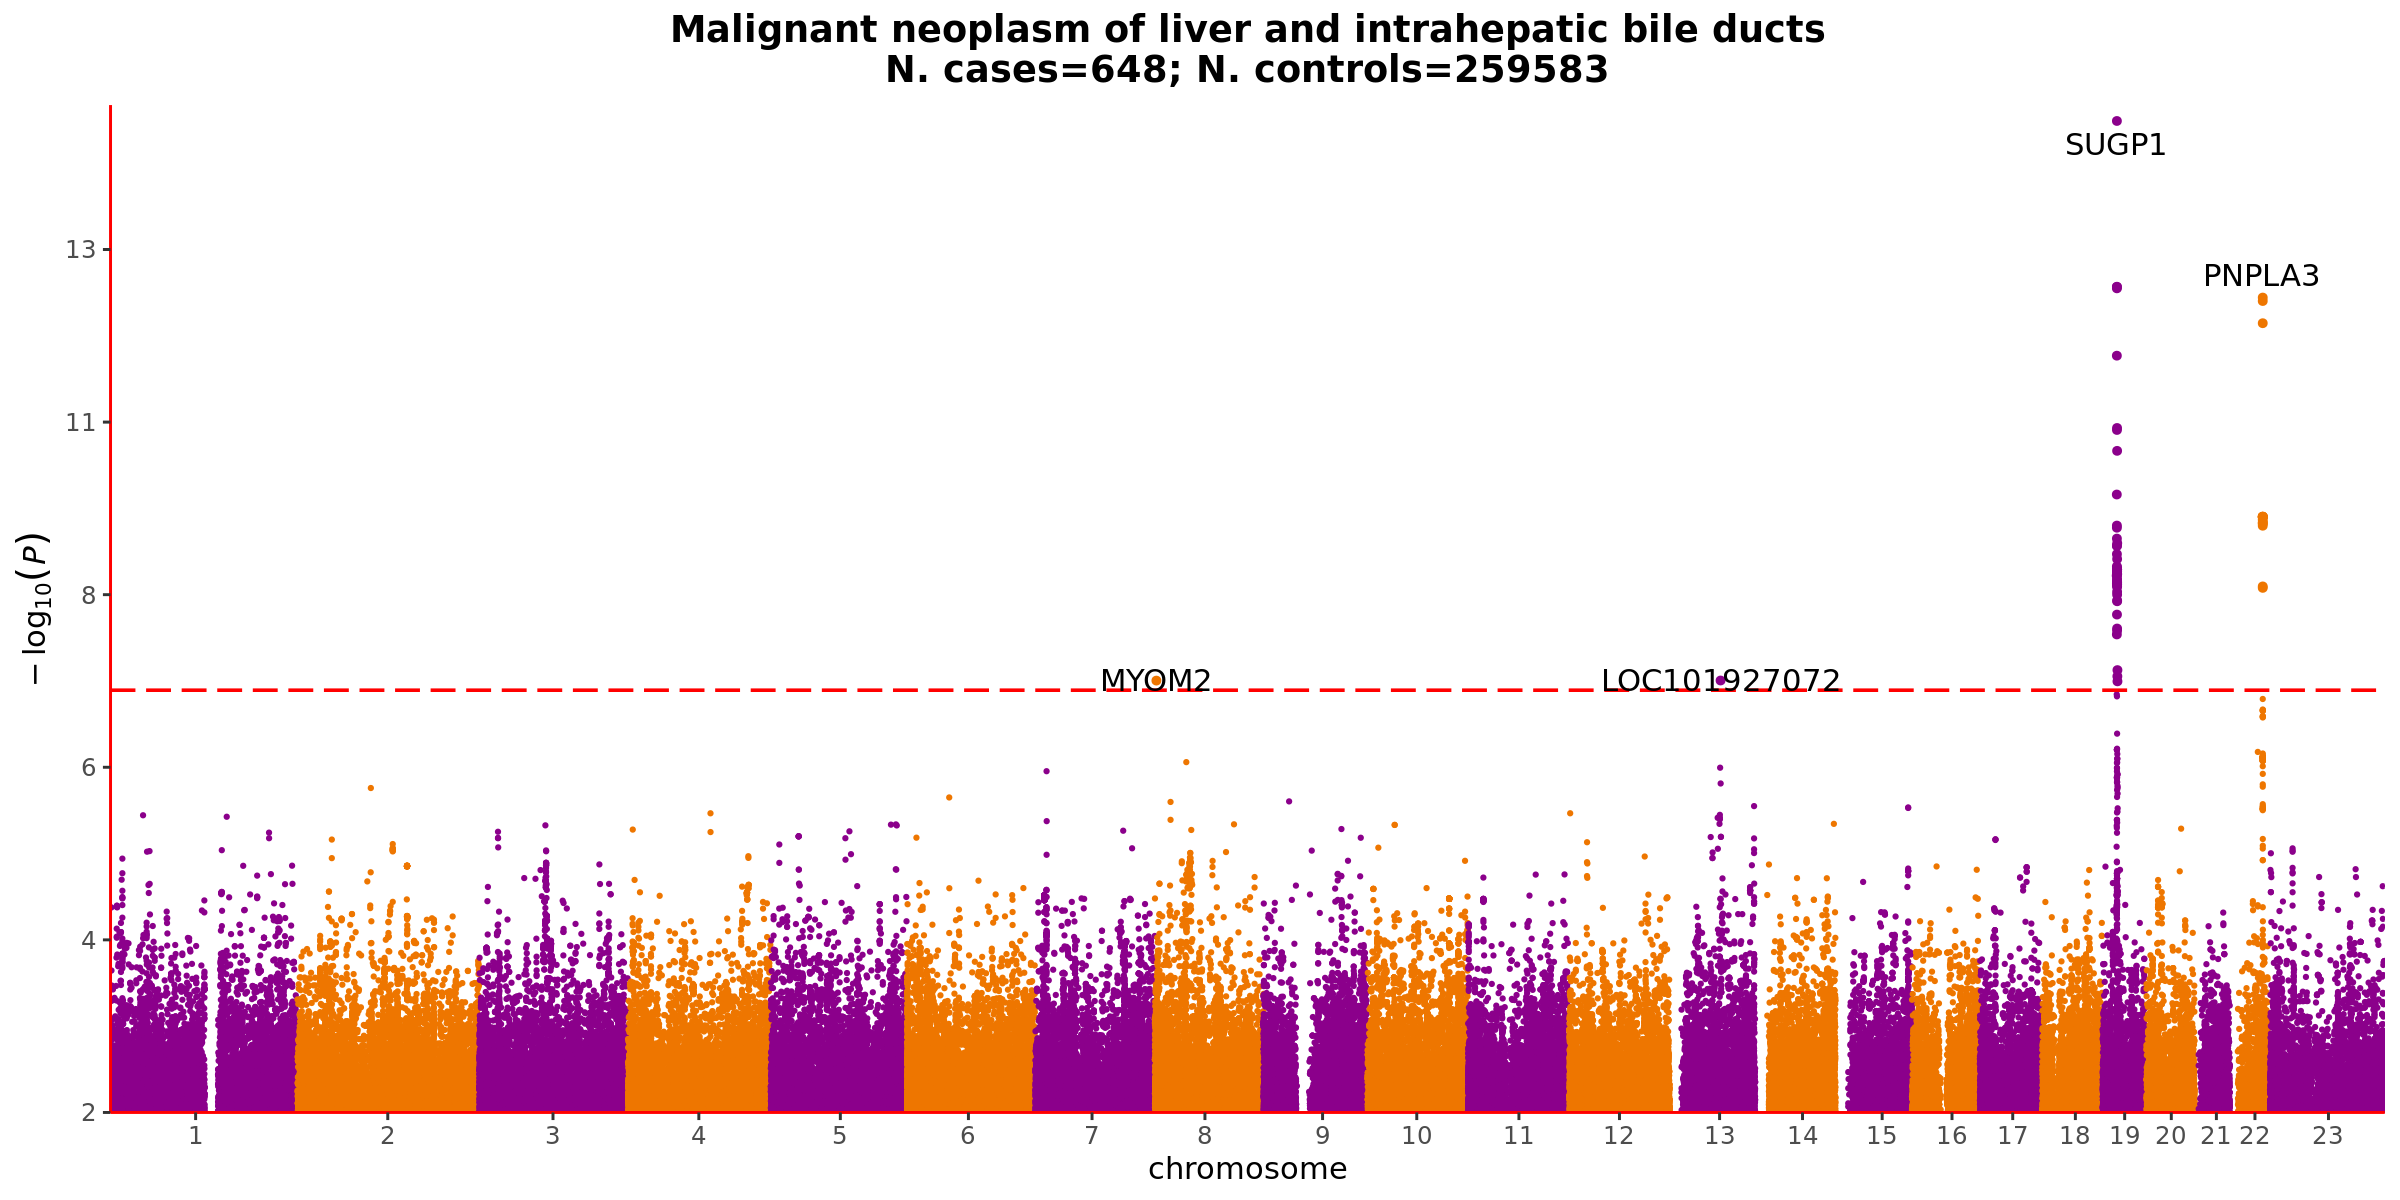 Malignant neoplasm of liver and intrahepatic bile ducts
N. cases=648; N. controls=259583
SUGP1
13
PNPLA3
11
− log10(P)
8
MYOM2
LOC101927072
6
4
2
1 2 3 4 5 6 7 8 9 10 11 12 13 14 15 16 17 18 19 20 21 22 23
chromosome